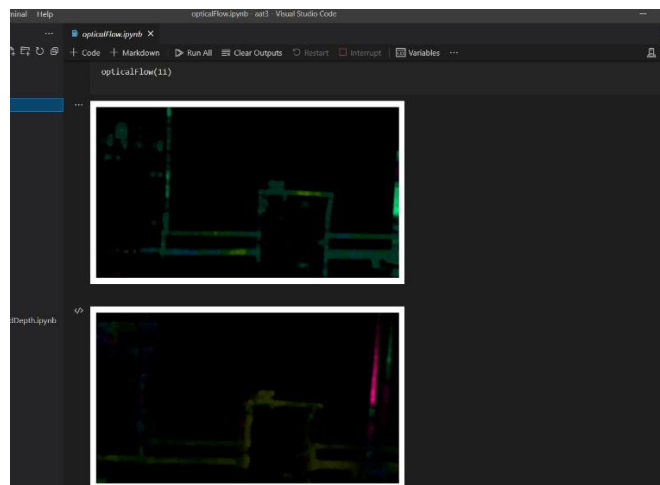 minal Help
opticalFlow.ipynb - aat3 - Visual Studio Code
opticalFlow.ipynb
+ Code + Markdown Run All Clear Outputs Restart Interrupt Variables ...
opticalFlow(11)
dDepth.ipynb